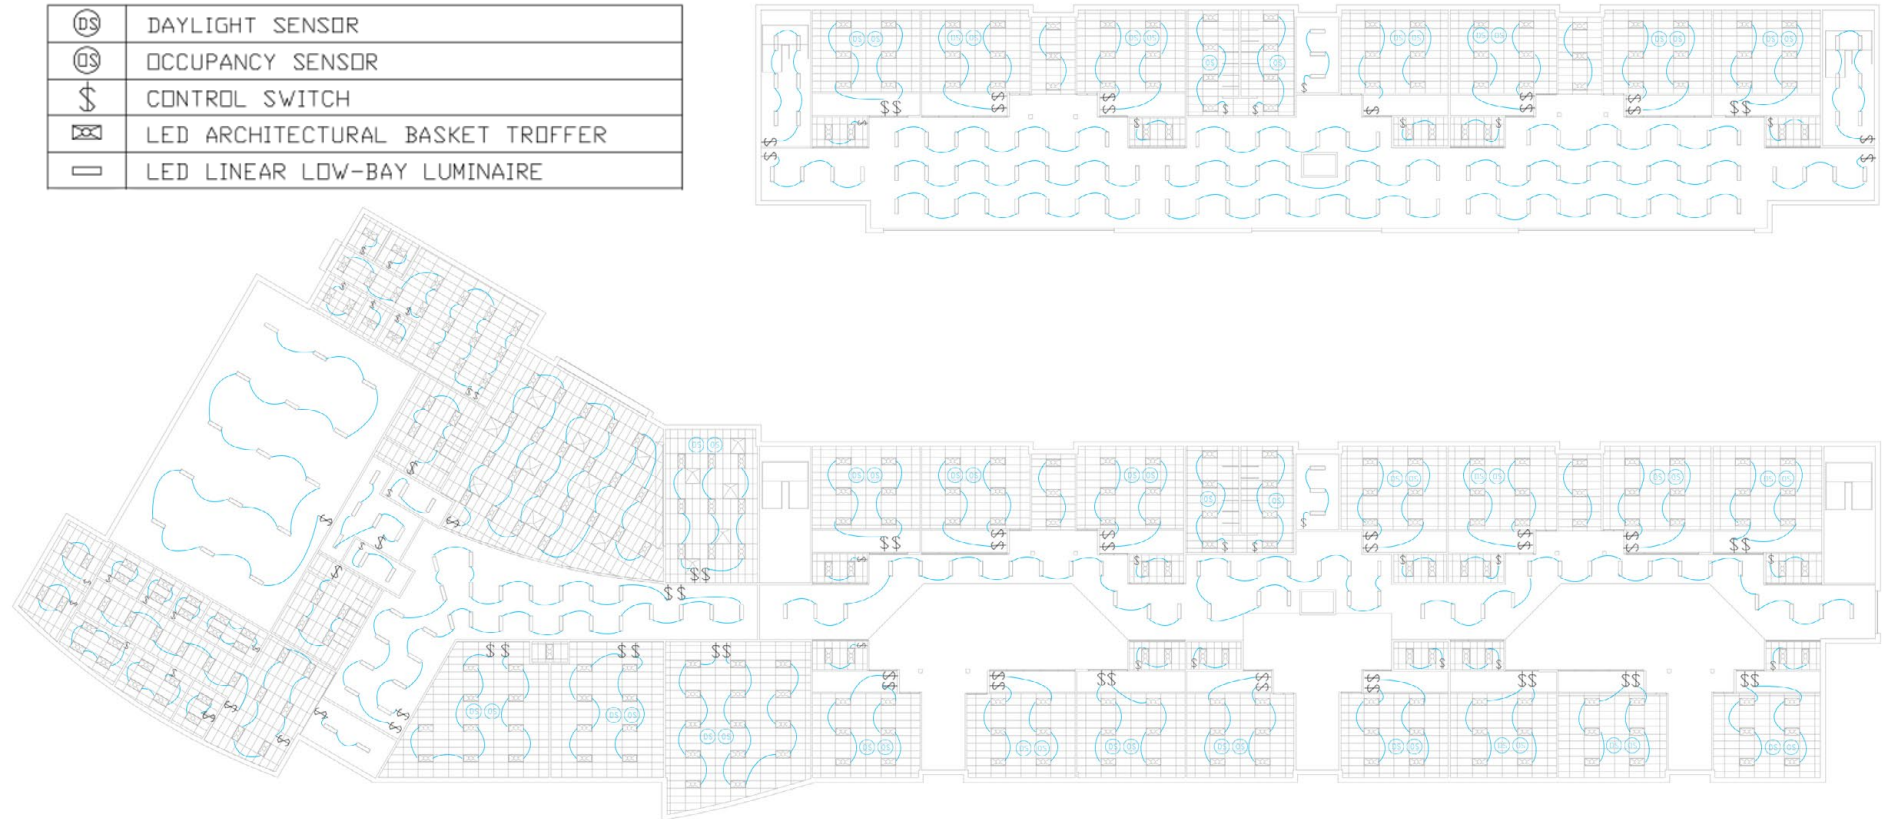 DS DAYLIGHT SENSOR
OS OCCUPANCY SENSOR
$ CONTROL SWITCH
LED ARCHITECTURAL BASKET TROFFER
LED LINEAR LOW-BAY LUMINAIRE